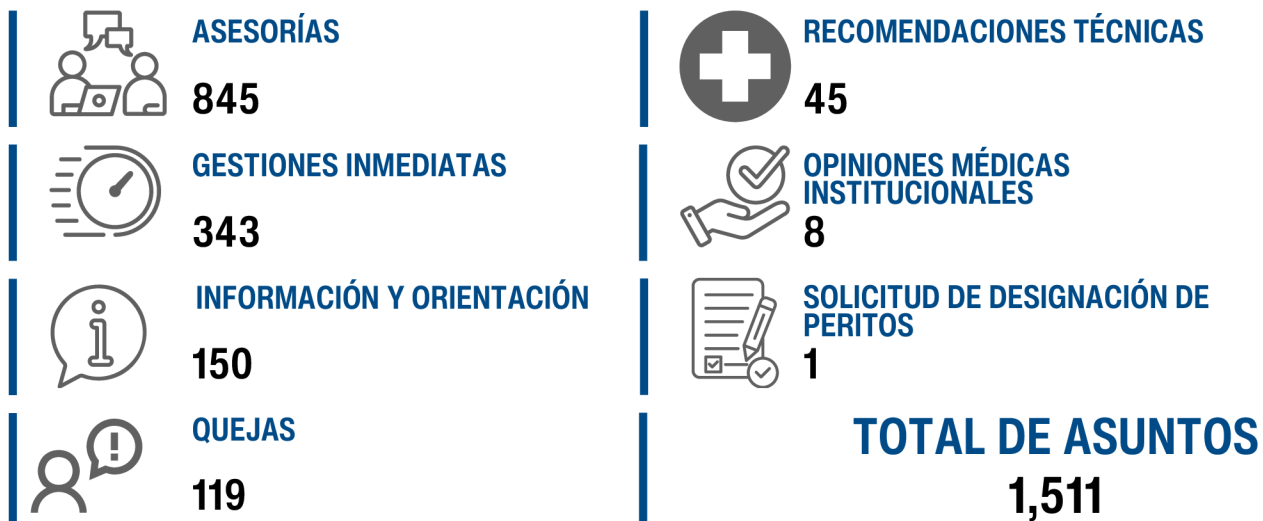 ASESORÍAS
845
GESTIONES INMEDIATAS
343
INFORMACIÓN Y ORIENTACIÓN
150
QUEJAS
119
RECOMENDACIONES TÉCNICAS
45
OPINIONES MÉDICAS
INSTITUCIONALES
8
SOLICITUD DE DESIGNACIÓN DE
PERITOS
1
TOTAL DE ASUNTOS
1,511